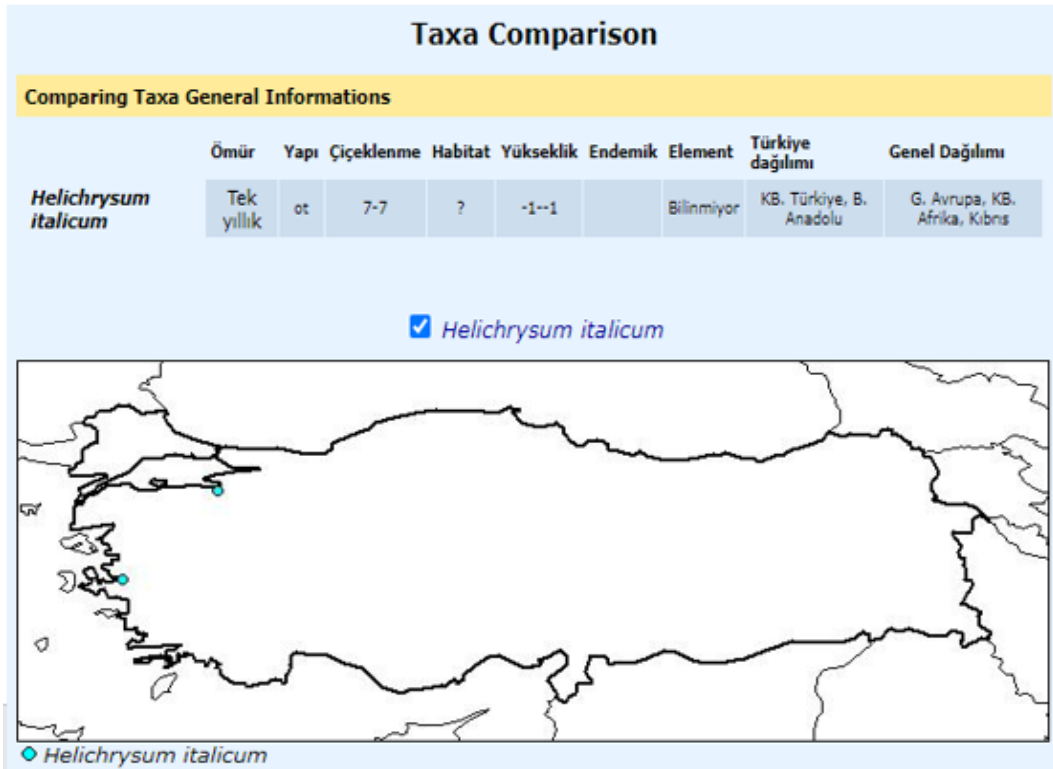 Taxa Comparison
Comparing Taxa General Informations
Ömür Yapı Çiçeklenme Habitat Yükseklik Endemik Element Türkiye dağılımı Genel Dağılımı
Helichrysum italicum Tek yıllık ot 7-7 ? -1--1 Bilinmiyor KB. Türkiye, B. Anadolu G. Avrupa, KB. Afrika, Kıbrıs
Helichrysum italicum
Helichrysum italicum